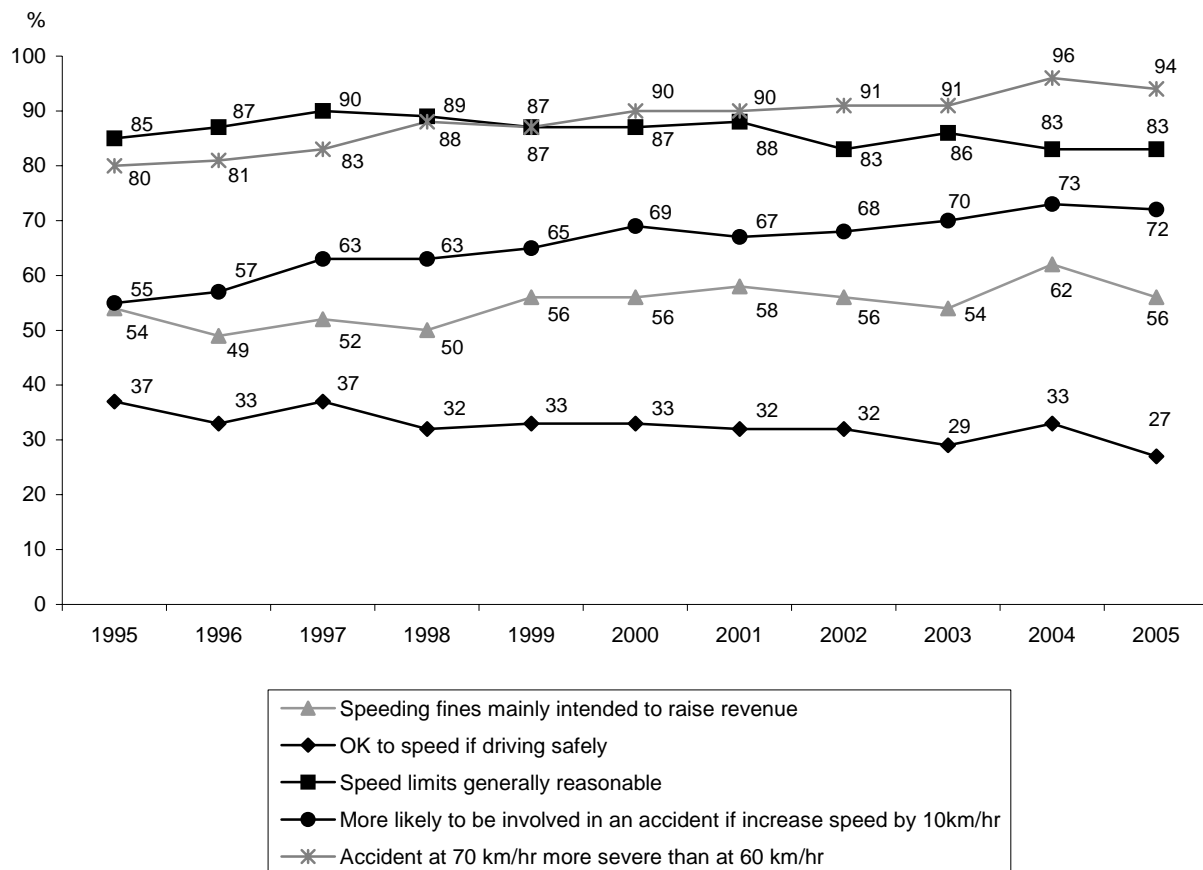 %
100
90
80
70
60
50
40
30
20
10
0
85 87 90 89 87 90 90 91 91 96 94
80 81 83 88 87 87 88 83 86 83 83
55 57 63 63 65 69 67 68 70 73 72
54 49 52 50 56 56 58 56 54 62 56
37 33 37 32 33 33 32 32 29 33 27
1995 1996 1997 1998 1999 2000 2001 2002 2003 2004 2005
Speeding fines mainly intended to raise revenue
OK to speed if driving safely
Speed limits generally reasonable
More likely to be involved in an accident if increase speed by 10km/hr
Accident at 70 km/hr more severe than at 60 km/hr